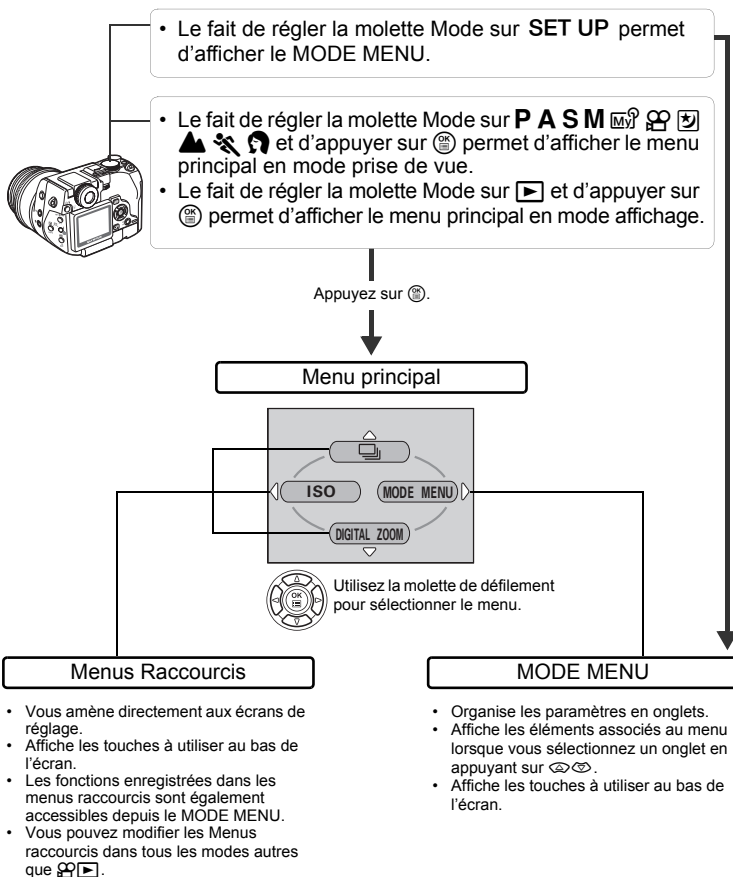 • Le fait de régler la molette Mode sur SET UP permet
d'afficher le MODE MENU.
• Le fait de régler la molette Mode sur P A S M My
et d'appuyer sur OK permet d'afficher le menu
principal en mode prise de vue.
• Le fait de régler la molette Mode sur et d'appuyer sur
OK permet d'afficher le menu principal en mode affichage.
Appuyez sur OK.
Menu principal
ISO
MODE MENU
DIGITAL ZOOM
OK
Utilisez la molette de défilement
pour sélectionner le menu.
Menus Raccourcis
• Vous amène directement aux écrans de
réglage.
• Affiche les touches à utiliser au bas de
l'écran.
• Les fonctions enregistrées dans les
menus raccourcis sont également
accessibles depuis le MODE MENU.
• Vous pouvez modifier les Menus
raccourcis dans tous les modes autres
que .
MODE MENU
• Organise les paramètres en onglets.
• Affiche les éléments associés au menu
lorsque vous sélectionnez un onglet en
appuyant sur .
• Affiche les touches à utiliser au bas de
l'écran.